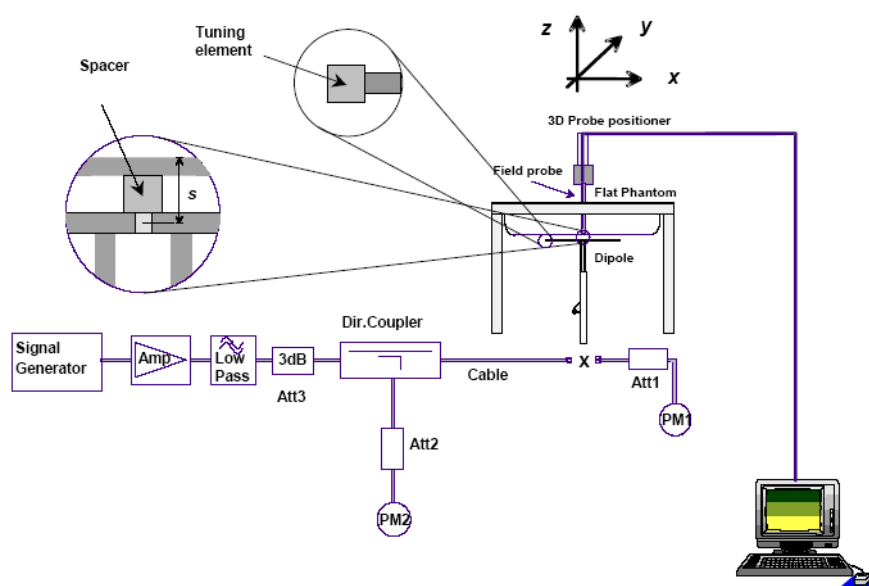 Tuning
element
Spacer
s
z
y
x
3D Probe positioner
Field probe
Flat Phantom
Dipole
Dir.Coupler
Signal
Generator
Amp
Low
Pass
3dB
Att3
Cable
X
Att1
PM1
Att2
PM2